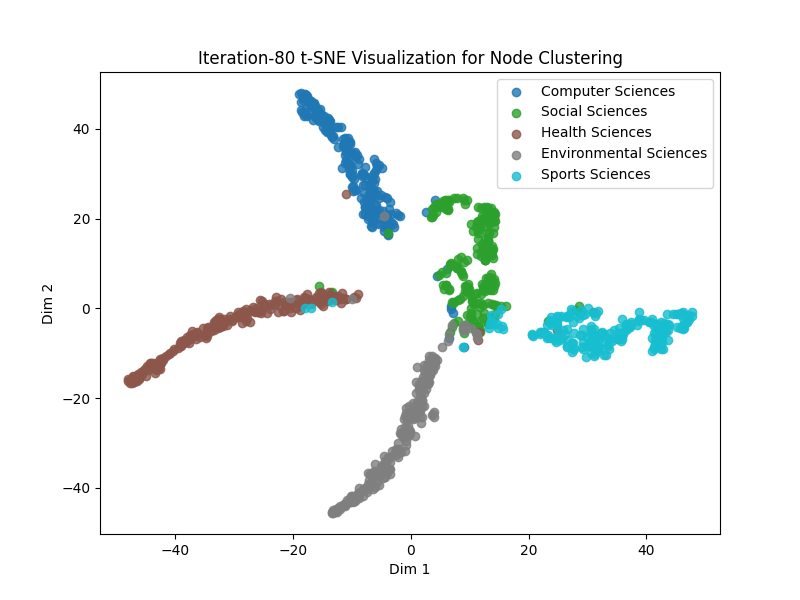 Iteration-80 t-SNE Visualization for Node Clustering
Computer Sciences
Social Sciences
Health Sciences
Environmental Sciences
Sports Sciences
40
20
0
−20
−40
Dim 2
−40
−20
0
20
40
Dim 1